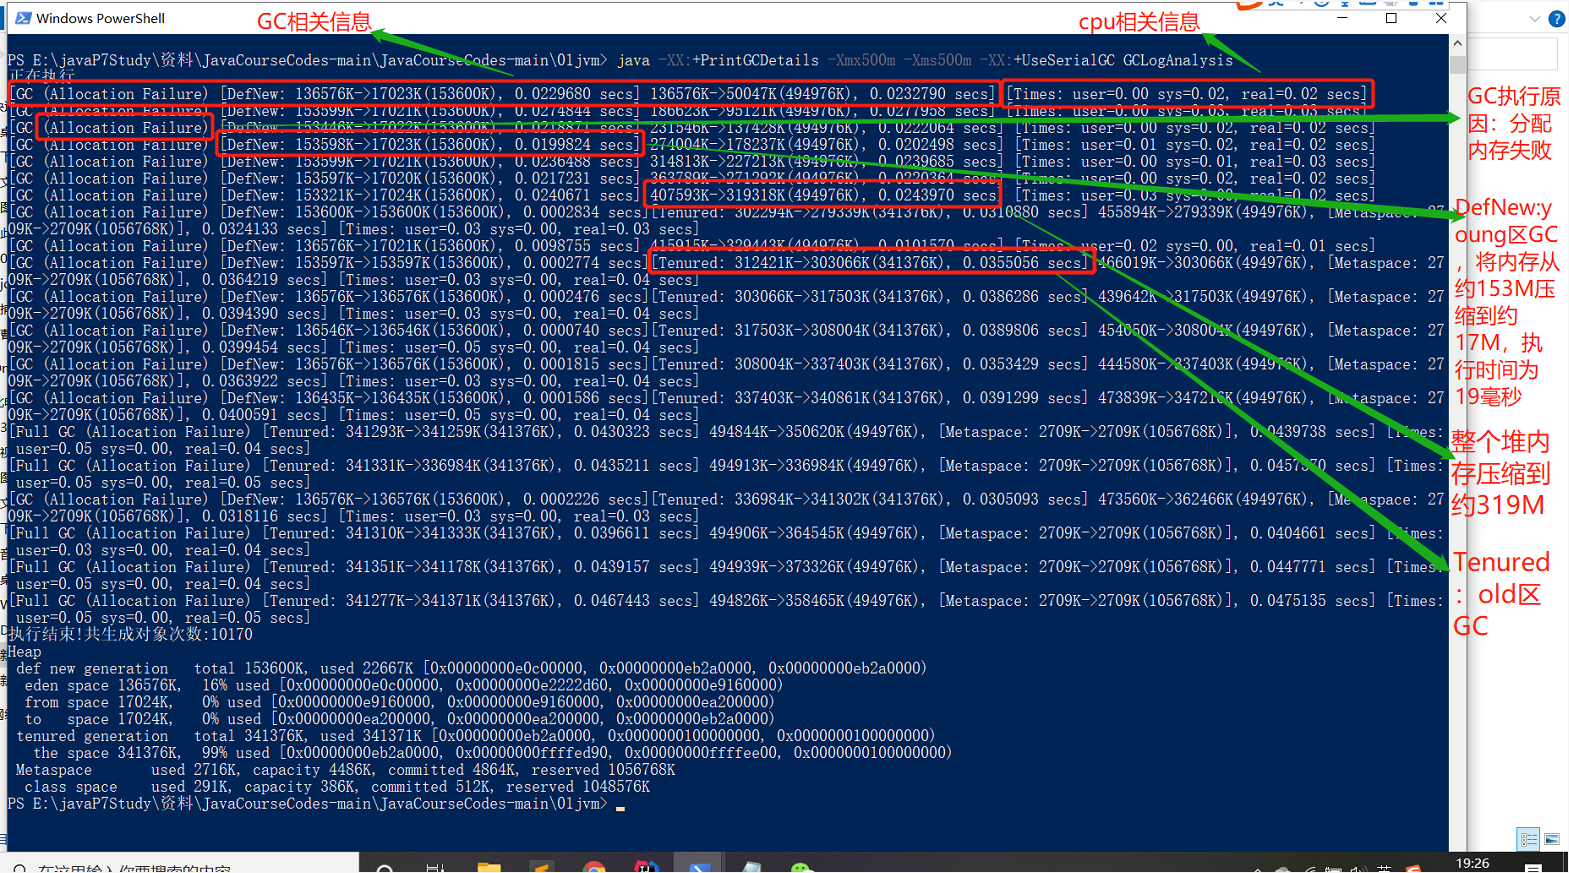 Windows PowerShell
GC相关信息
cpu相关信息
PS E:\javaP7Study\资料\JavaCourseCodes-main\JavaCourseCodes-main\01jvm> java -XX:+PrintGCDetails -Xmx500m -Xms500m -XX:+UseSerialGC GCLogAnalysis
正在执行
[GC (Allocation Failure) [DefNew: 136576K->17023K(153600K), 0.0229680 secs] 136576K->50047K(494976K), 0.0232790 secs] [Times: user=0.00 sys=0.02, real=0.02 secs]
[GC (Allocation Failure) [DefNew: 153599K->17023K(153600K), 0.0274844 secs] 186623K->95121K(494976K), 0.0277958 secs] [Times: user=0.00 sys=0.03, real=0.03 secs]
[GC (Allocation Failure) [DefNew: 153446K->17022K(153600K), 0.0218871 secs] 231546K->137428K(494976K), 0.0222064 secs] [Times: user=0.00 sys=0.02, real=0.02 secs]
[GC (Allocation Failure) [DefNew: 153598K->17023K(153600K), 0.0199824 secs] 274004K->178237K(494976K), 0.0202498 secs] [Times: user=0.01 sys=0.02, real=0.02 secs]
[GC (Allocation Failure) [DefNew: 153599K->17021K(153600K), 0.0236488 secs] 314813K->227213K(494976K), 0.0239685 secs] [Times: user=0.00 sys=0.01, real=0.03 secs]
[GC (Allocation Failure) [DefNew: 153597K->17020K(153600K), 0.0217231 secs] 363789K->271292K(494976K), 0.0220364 secs] [Times: user=0.00 sys=0.02, real=0.02 secs]
[GC (Allocation Failure) [DefNew: 153321K->17024K(153600K), 0.0240671 secs] 407593K->319318K(494976K), 0.0243970 secs] [Times: user=0.03 sys=0.00, real=0.02 secs]
[GC (Allocation Failure) [DefNew: 153600K->153600K(153600K), 0.0002834 secs][Tenured: 302294K->279339K(341376K), 0.0310880 secs] 455894K->279339K(494976K), [Metaspace: 27
09K->2709K(1056768K)], 0.0324133 secs] [Times: user=0.03 sys=0.00, real=0.03 secs]
[GC (Allocation Failure) [DefNew: 136576K->17021K(153600K), 0.0098755 secs] 415915K->329443K(494976K), 0.0101570 secs] [Times: user=0.02 sys=0.00, real=0.01 secs]
[GC (Allocation Failure) [DefNew: 153597K->153597K(153600K), 0.0002774 secs][Tenured: 312421K->303066K(341376K), 0.0355056 secs] 466019K->303066K(494976K), [Metaspace: 27
09K->2709K(1056768K)], 0.0364219 secs] [Times: user=0.03 sys=0.00, real=0.04 secs]
[GC (Allocation Failure) [DefNew: 136576K->136576K(153600K), 0.0002476 secs][Tenured: 303066K->317503K(341376K), 0.0386286 secs] 439642K->317503K(494976K), [Metaspace: 27
09K->2709K(1056768K)], 0.0394390 secs] [Times: user=0.03 sys=0.00, real=0.04 secs]
[GC (Allocation Failure) [DefNew: 136546K->136546K(153600K), 0.0000740 secs][Tenured: 317503K->308004K(341376K), 0.0389806 secs] 454050K->308004K(494976K), [Metaspace: 27
09K->2709K(1056768K)], 0.0399454 secs] [Times: user=0.05 sys=0.00, real=0.04 secs]
[GC (Allocation Failure) [DefNew: 136576K->136576K(153600K), 0.0001815 secs][Tenured: 308004K->337403K(341376K), 0.0353429 secs] 444580K->337403K(494976K), [Metaspace: 27
09K->2709K(1056768K)], 0.0363922 secs] [Times: user=0.03 sys=0.00, real=0.04 secs]
[GC (Allocation Failure) [DefNew: 136435K->136435K(153600K), 0.0001586 secs][Tenured: 337403K->340861K(341376K), 0.0391299 secs] 473839K->347216K(494976K), [Metaspace: 27
09K->2709K(1056768K)], 0.0400591 secs] [Times: user=0.05 sys=0.00, real=0.04 secs]
[Full GC (Allocation Failure) [Tenured: 341293K->341259K(341376K), 0.0430323 secs] 494844K->350620K(494976K), [Metaspace: 2709K->2709K(1056768K)], 0.0439738 secs] [Times:
user=0.05 sys=0.00, real=0.04 secs]
[Full GC (Allocation Failure) [Tenured: 341331K->336984K(341376K), 0.0435211 secs] 494913K->336984K(494976K), [Metaspace: 2709K->2709K(1056768K)], secs] [Times:
user=0.05 sys=0.00, real=0.05 secs]
[GC (Allocation Failure) [DefNew: 136576K->136576K(153600K), 0.0002226 secs][Tenured: 336984K->341302K(341376K), 0.0305093 secs] 473560K->362466K(494976K), [Metaspace: 27
09K->2709K(1056768K)], 0.0318116 secs] [Times: user=0.03 sys=0.00, real=0.03 secs]
[Full GC (Allocation Failure) [Tenured: 341310K->341333K(341376K), 0.0396611 secs] 494906K->364545K(494976K), [Metaspace: 2709K->2709K(1056768K)], 0.0404661 secs] [Times:
user=0.03 sys=0.00, real=0.04 secs]
[Full GC (Allocation Failure) [Tenured: 341351K->341178K(341376K), 0.0439157 secs] 494939K->373326K(494976K), [Metaspace: 2709K->2709K(1056768K)], 0.0447771 secs] [Times:
user=0.05 sys=0.00, real=0.04 secs]
[Full GC (Allocation Failure) [Tenured: 341277K->341371K(341376K), 0.0467443 secs] 494826K->358465K(494976K), [Metaspace: 2709K->2709K(1056768K)], 0.0475135 secs] [Times:
user=0.05 sys=0.00, real=0.05 secs]
执行结束!共生成对象次数:10170
Heap
def new generation total 153600K, used 22667K [0x00000000e0c00000, 0x00000000eb2a0000, 0x00000000eb2a0000)
eden space 136576K, 16% used [0x00000000e0c00000, 0x00000000e2222d60, 0x00000000e9160000)
from space 17024K, 0% used [0x00000000e9160000, 0x00000000e9160000, 0x00000000ea200000)
to space 17024K, 0% used [0x00000000ea200000, 0x00000000ea200000, 0x00000000eb2a0000)
tenured generation total 341376K, used 341371K [0x00000000eb2a0000, 0x0000000100000000, 0x0000000100000000)
the space 341376K, 99% used [0x00000000eb2a0000, 0x00000000ffffed90, 0x00000000ffffee00, 0x0000000100000000)
Metaspace used 2716K, capacity 4486K, committed 4864K, reserved 1056768K
class space used 291K, capacity 386K, committed 512K, reserved 1048576K
PS E:\javaP7Study\资料\JavaCourseCodes-main\JavaCourseCodes-main\01jvm>
GC执行原
因：分配
内存失败
DefNew:y
oung区GC
，将内存从
约153M压
缩到约
17M，执
行时间为
19毫秒
整个堆内
存压缩到
约319M
Tenured
：old区
GC
在这里输入你要搜索的内容
英
19:26